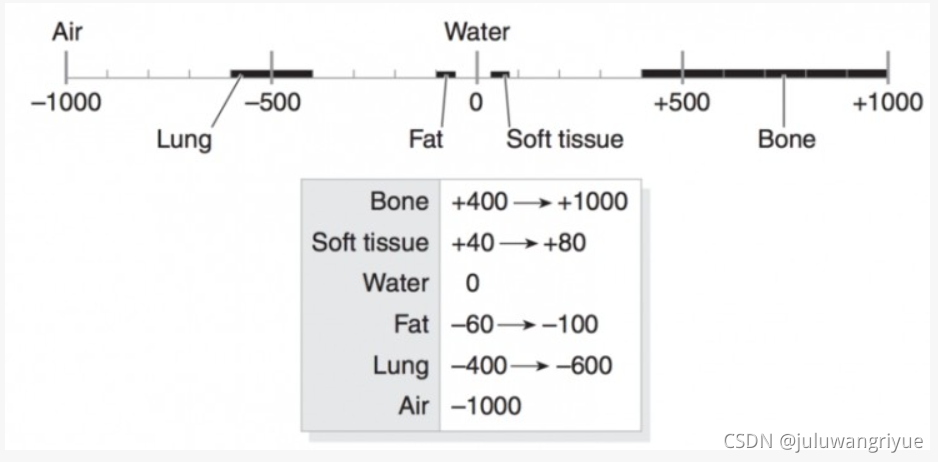 Air Water
–1000 –500 0 +500 +1000
Lung Fat Soft tissue Bone
Bone +400 → +1000
Soft tissue +40 → +80
Water 0
Fat –60 → –100
Lung –400 → –600
Air –1000
CSDN @juluwangriyue